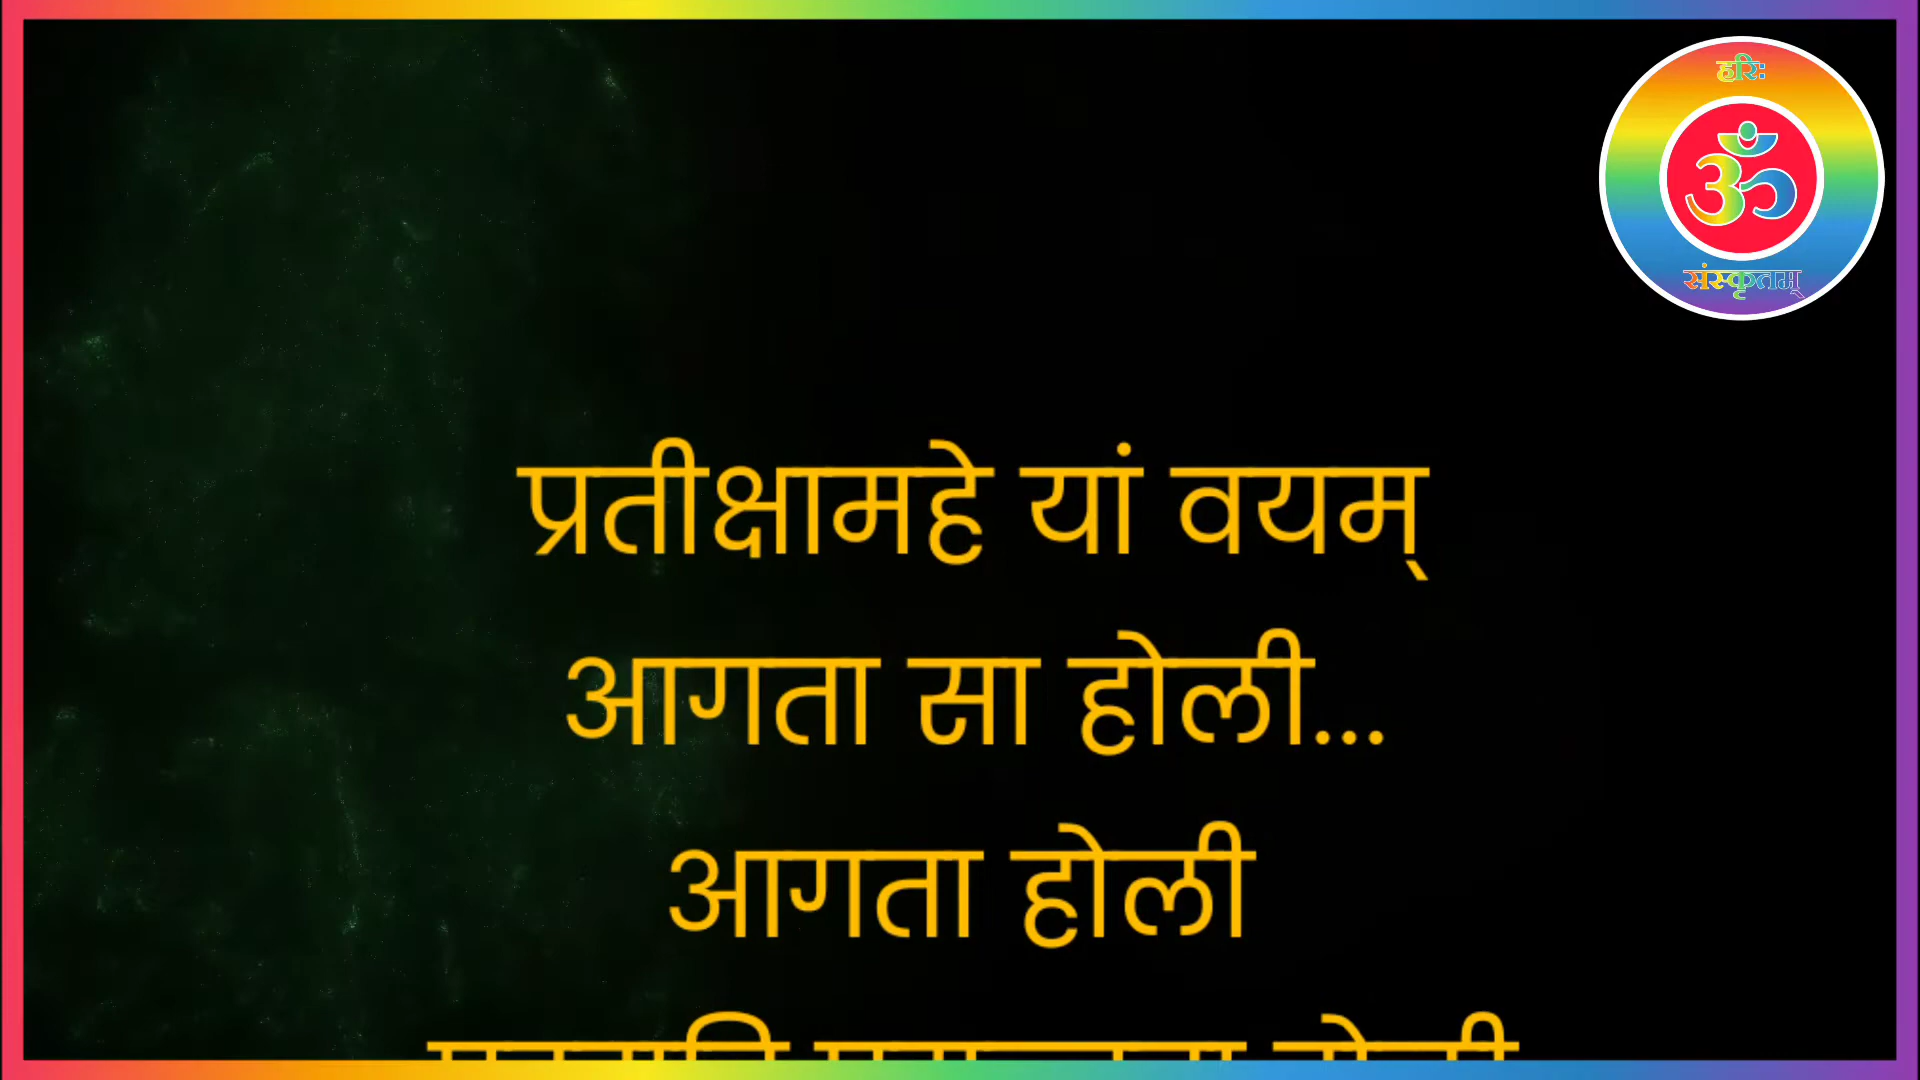 हरिः
ॐ
संस्कृतम्
प्रतीक्षामहे यां वयम्
आगता सा होली...
आगता होली
होली